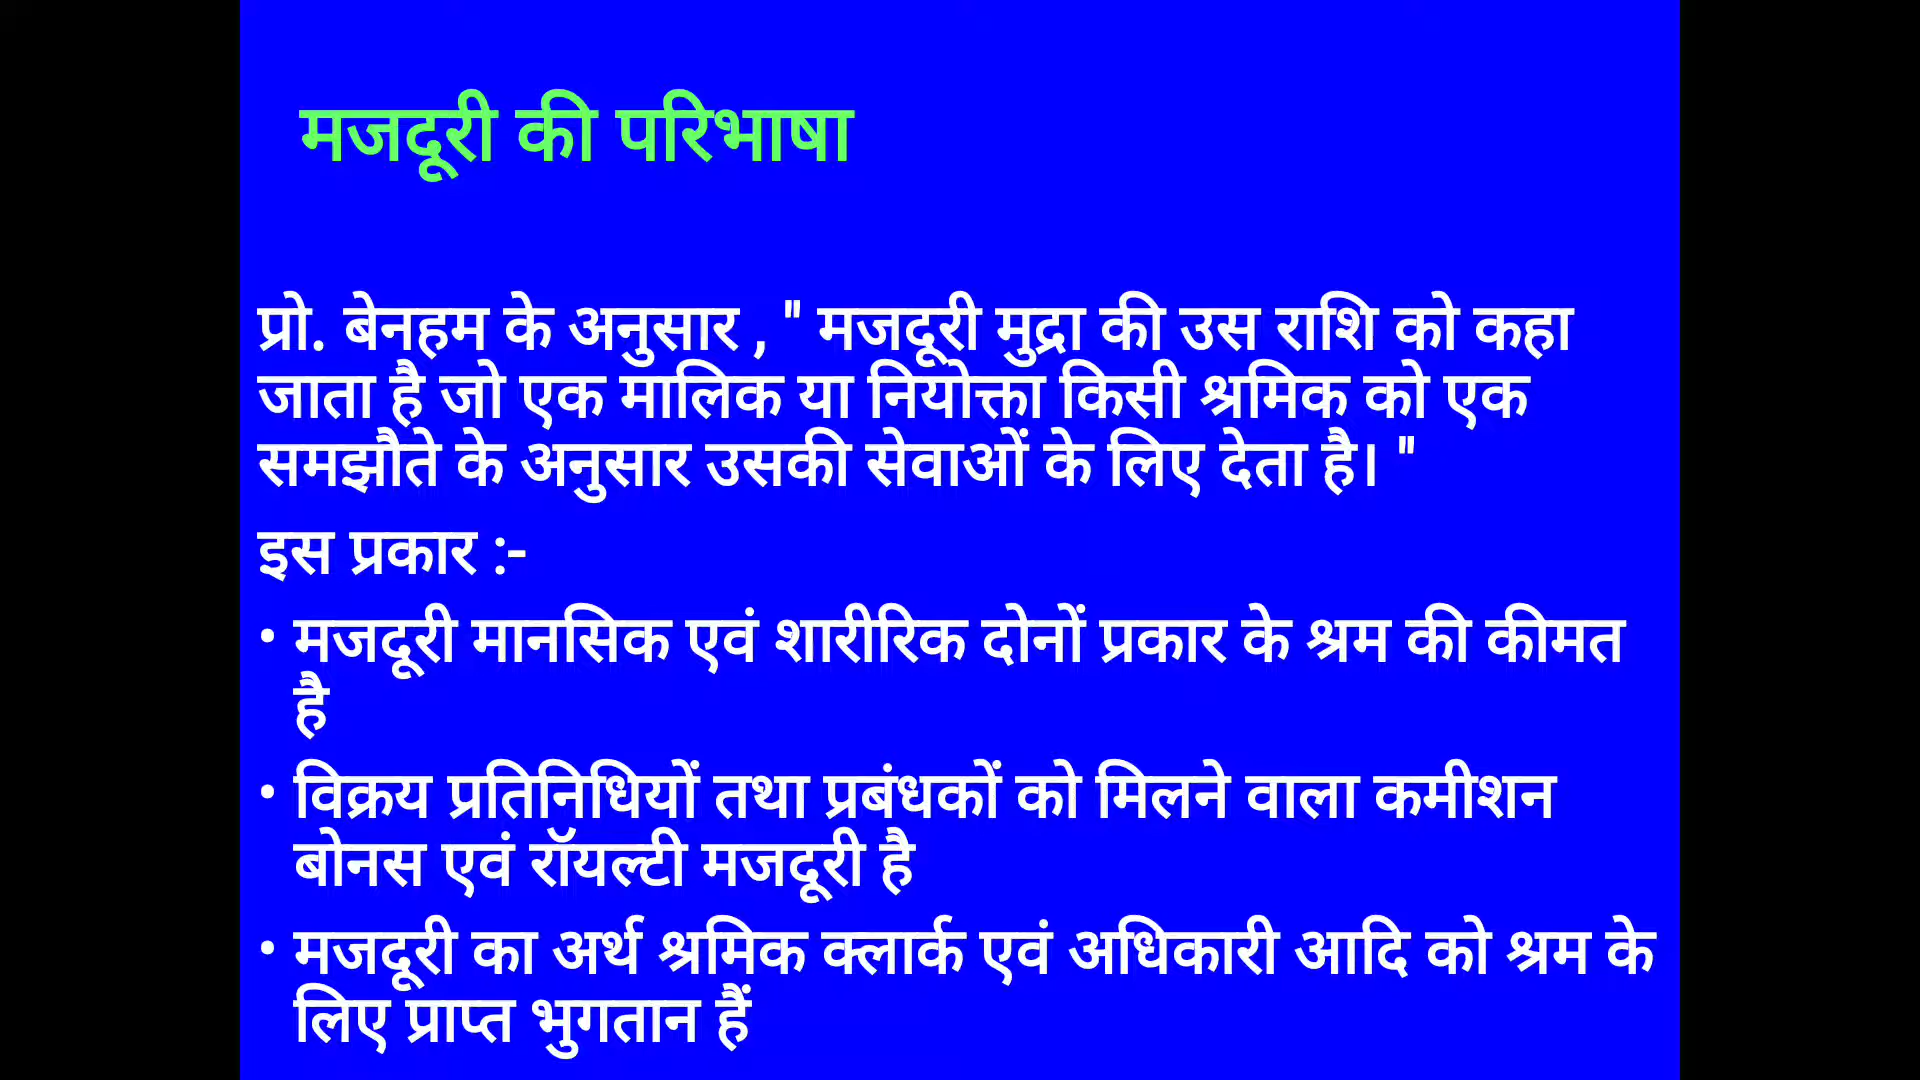 मजदूरी की परिभाषा
प्रो. बेनहम के अनुसार , " मजदूरी मुद्रा की उस राशि को कहा
जाता है जो एक मालिक या नियोक्ता किसी श्रमिक को एक
समझौते के अनुसार उसकी सेवाओं के लिए देता है। "
इस प्रकार :-
• मजदूरी मानसिक एवं शारीरिक दोनों प्रकार के श्रम की कीमत
है
• विक्रय प्रतिनिधियों तथा प्रबंधकों को मिलने वाला कमीशन
बोनस एवं रॉयल्टी मजदूरी है
• मजदूरी का अर्थ श्रमिक क्लार्क एवं अधिकारी आदि को श्रम के
लिए प्राप्त भुगतान हैं